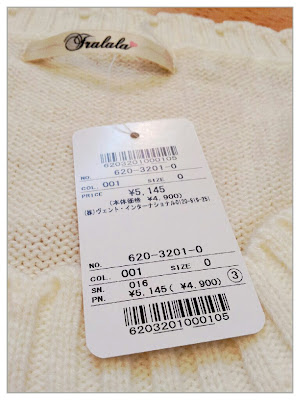 Tralala
6203201000105
NO. 620-3201-0
COL. 001 SIZE 0
PRICE ¥5,145
(本体価格 ¥4,900)
(株)ヴェント・インターナショナル
NO. 620-3201-0
COL. 001 SIZE 0
SN. 016
PN. ¥5,145( ¥4,900) ③
6203201000105